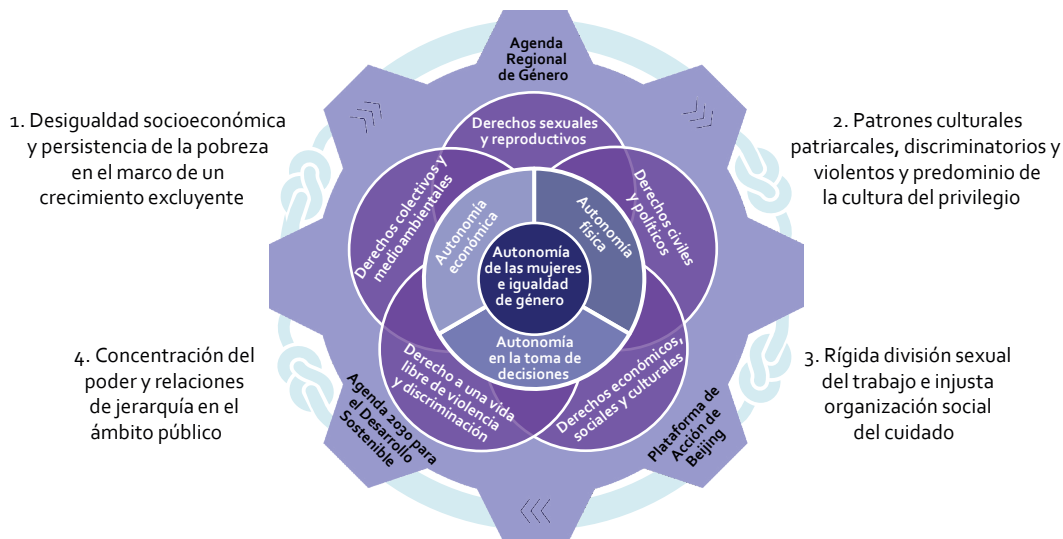 Agenda
Regional
de Género
1. Desigualdad socioeconómica
y persistencia de la pobreza
en el marco de un
crecimiento excluyente
2. Patrones culturales
patriarcales, discriminatorios y
violentos y predominio de
la cultura del privilegio
Derechos sexuales
y reproductivos
Derechos colectivos y
medioambientales
Derechos civiles
y políticos
Autonomía
económica
Autonomía
física
Autonomía
de las mujeres
e igualdad
de género
Autonomía
en la toma de
decisiones
4. Concentración del
poder y relaciones
de jerarquía en el
ámbito público
3. Rígida división sexual
del trabajo e injusta
organización social
del cuidado
Derecho a una vida
libre de violencia
y discriminación
Derechos económicos,
sociales y culturales
Agenda 2030 para
el Desarrollo
Sostenible
Plataforma de
Acción de
Beijing